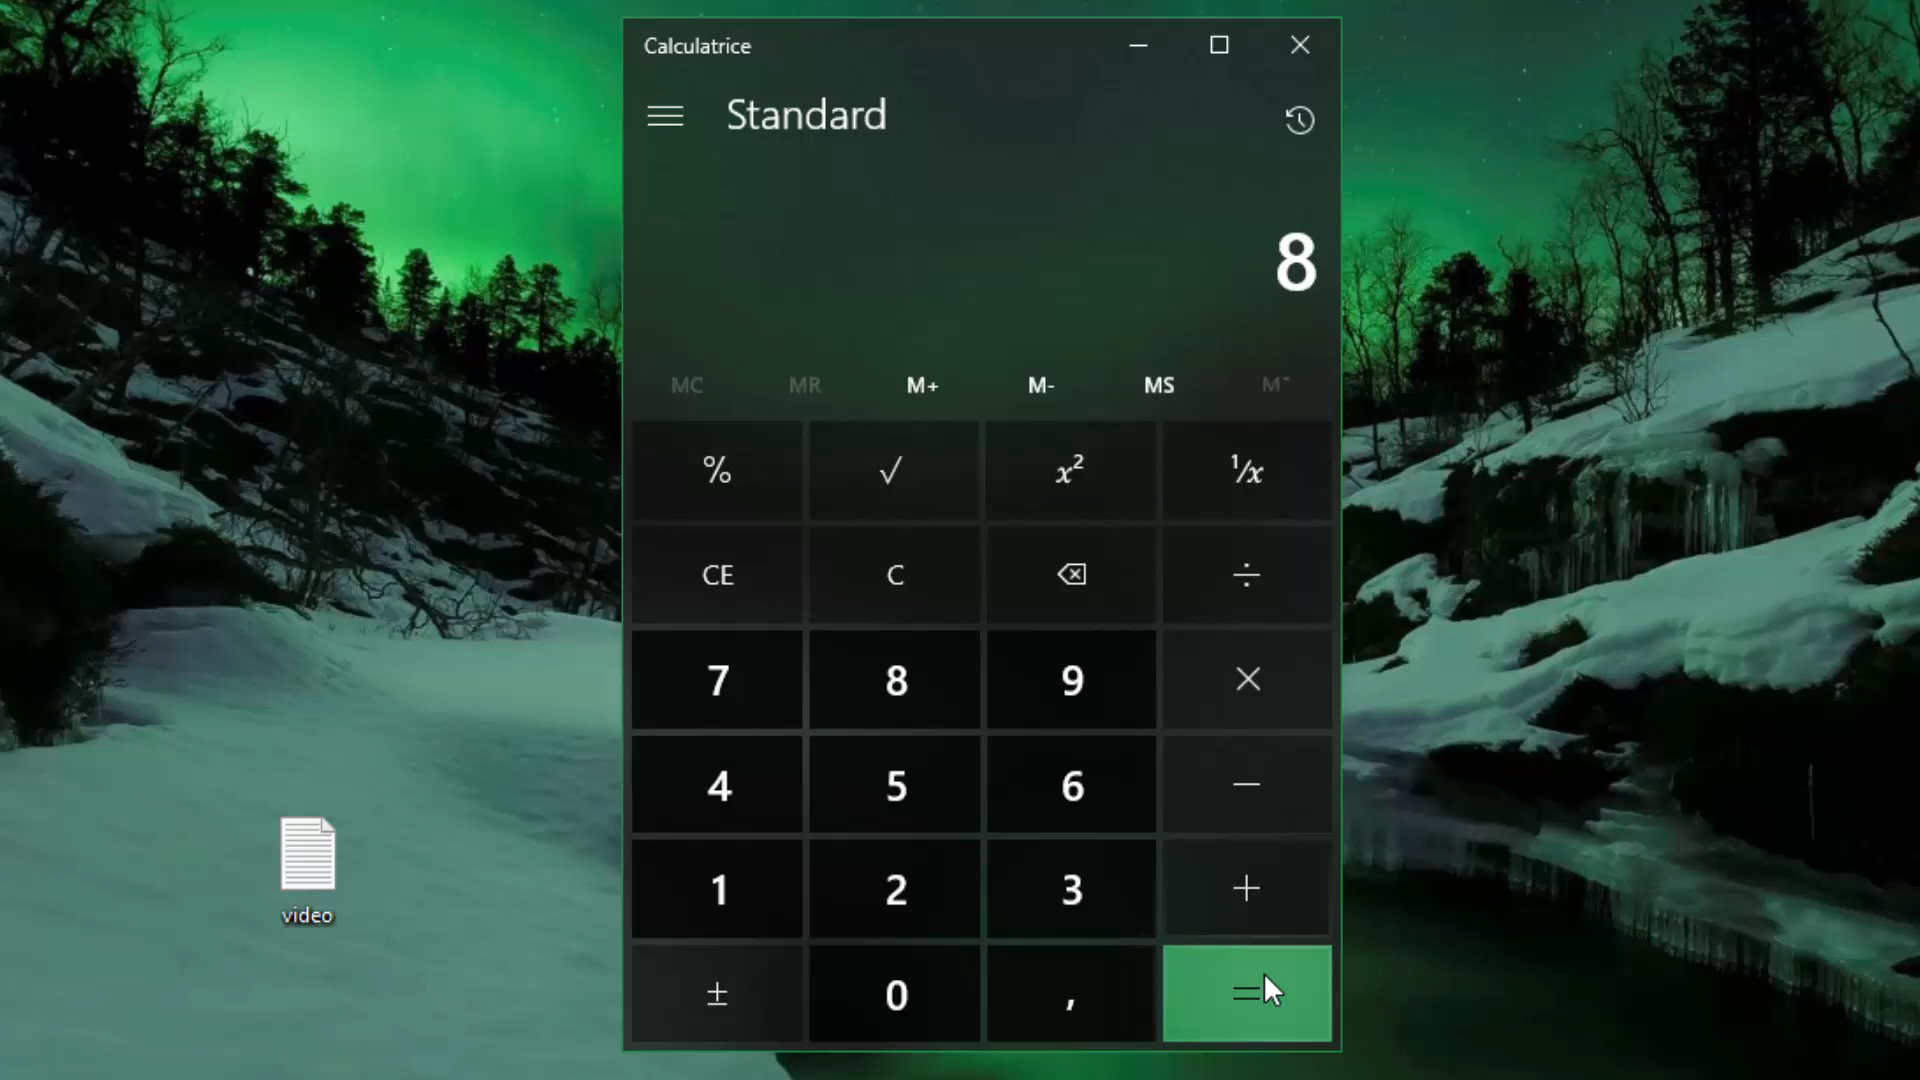 Calculatrice
Standard
8
MC MR M+ M- MS M˅
% √ x² ¹/x
CE C ÷
7 8 9 ×
4 5 6 −
1 2 3 +
± 0 , =
video